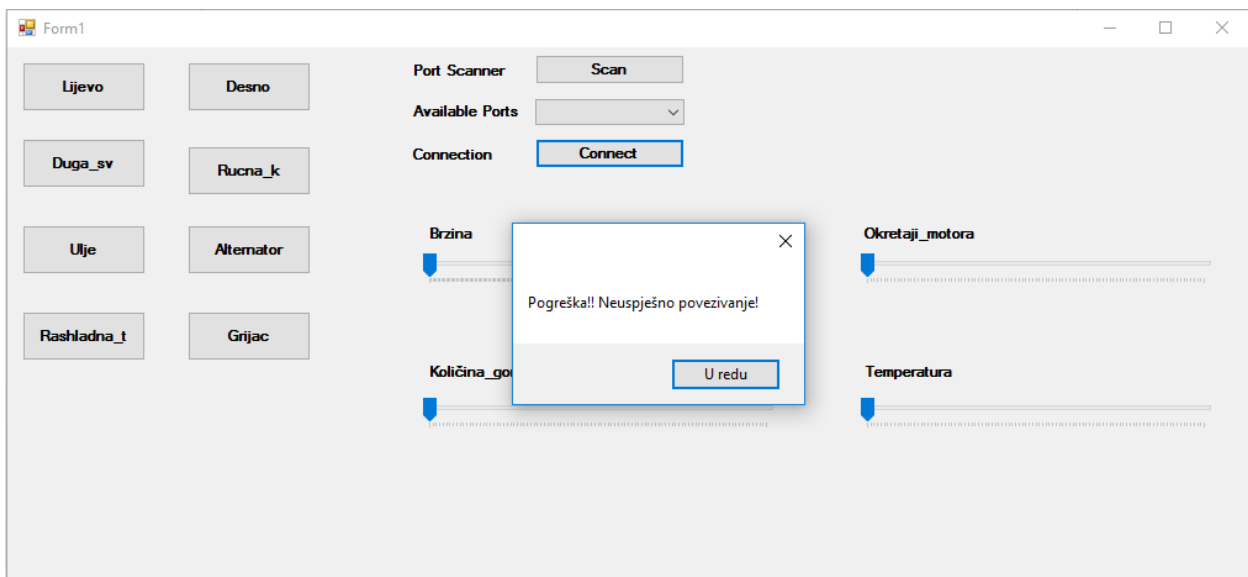 Form1
Lijevo
Desno
Port Scanner
Scan
Available Ports
Duga_sv
Rucna_k
Connection
Connect
Ulje
Alternator
Brzina
Okretaji_motora
Pogreška!! Neuspješno povezivanje!
Rashladna_t
Grijac
Količina_gor
U redu
Temperatura